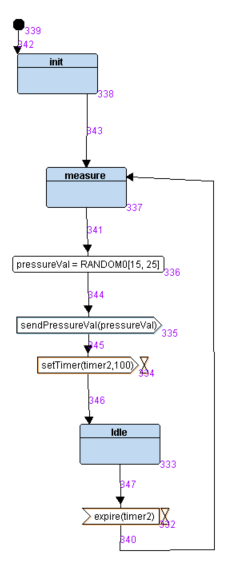 339
342
init
338
343
measure
337
341
pressureVal = RANDOM0[15, 25]
336
344
sendPressureVal(pressureVal)
335
345
setTimer(timer2,100)
334
346
Idle
333
347
expire(timer2)
332
340